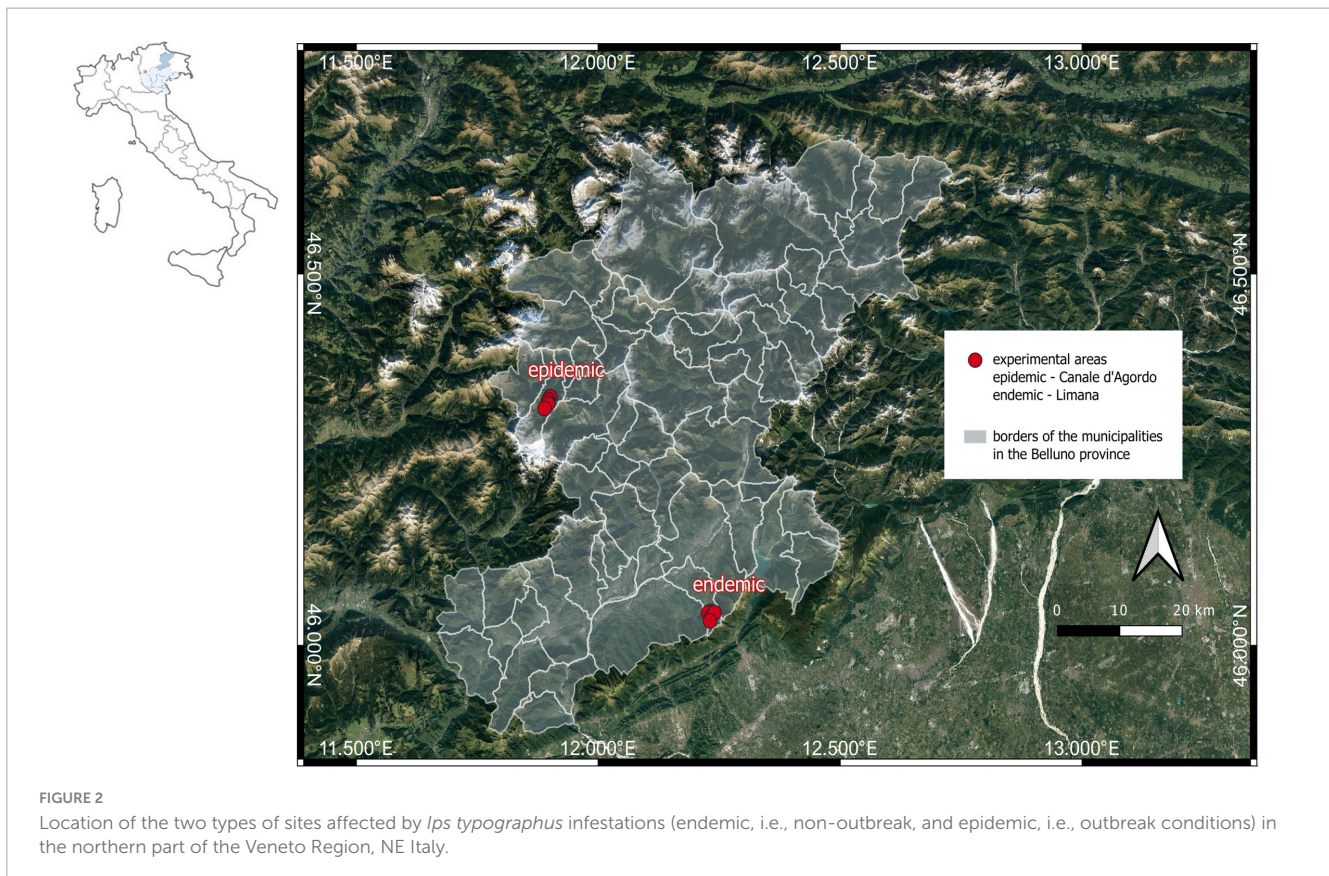 11.500°E 12.000°E 12.500°E 13.000°E
46.500°N 46.500°N
epidemic
experimental areas
epidemic - Canale d'Agordo
endemic - Limana
borders of the municipalities
in the Belluno province
endemic
0 10 20 km
46.000°N 46.000°N
11.500°E 12.000°E 12.500°E 13.000°E
FIGURE 2
Location of the two types of sites affected by Ips typographus infestations (endemic, i.e., non-outbreak, and epidemic, i.e., outbreak conditions) in
the northern part of the Veneto Region, NE Italy.